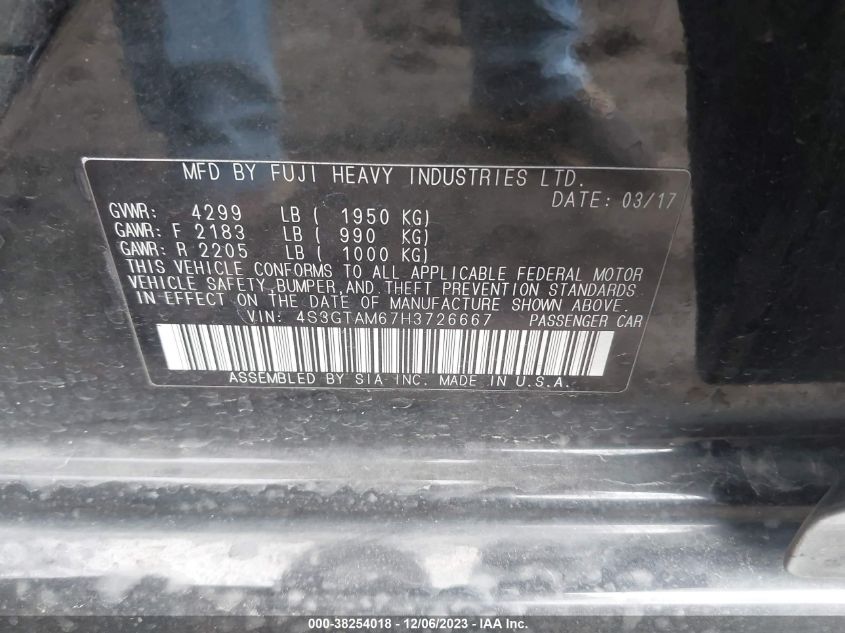 MFD BY FUJI HEAVY INDUSTRIES LTD.
DATE: 03/17
GVWR: 4299 LB ( 1950 KG)
GAWR: F 2183 LB ( 990 KG)
GAWR: R 2205 LB ( 1000 KG)
THIS VEHICLE CONFORMS TO ALL APPLICABLE FEDERAL MOTOR
VEHICLE SAFETY,BUMPER,AND THEFT PREVENTION STANDARDS
IN EFFECT ON THE DATE OF MANUFACTURE SHOWN ABOVE.
VIN: 4S3GTAM67H3726667 PASSENGER CAR
ASSEMBLED BY SIA-INC. MADE IN U.S.A.
000-38254018 - 12/06/2023 - © Copyright - IAA, Inc.